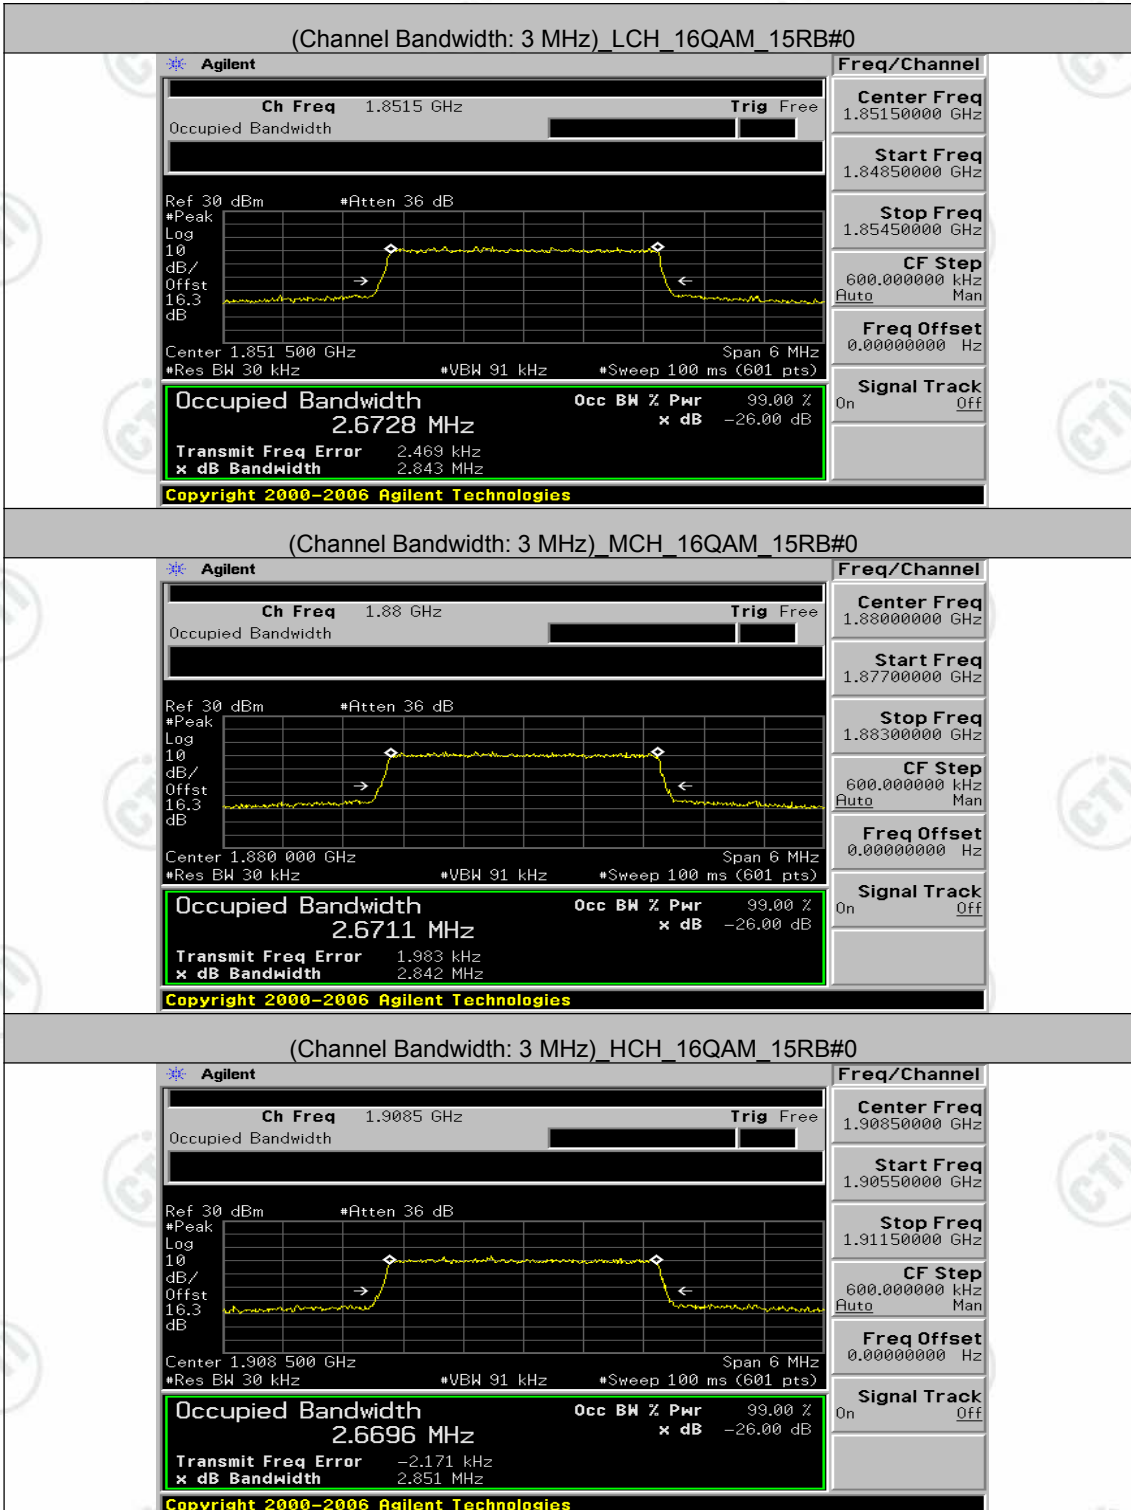 (Channel Bandwidth: 3 MHz)_LCH_16QAM_15RB#0
Agilent
Freq/Channel
Ch Freq 1.8515 GHz Trig Free
Occupied Bandwidth
Center Freq
1.85150000 GHz
Start Freq
1.84850000 GHz
Stop Freq
1.85450000 GHz
CF Step
600.000000 kHz
Auto Man
Freq Offset
0.00000000 Hz
Signal Track
On Off
Ref 30 dBm #Atten 36 dB
#Peak
Log
10
dB/
Offst
16.3
dB
Center 1.851 500 GHz Span 6 MHz
#Res BW 30 kHz #VBW 91 kHz #Sweep 100 ms (601 pts)
Occupied Bandwidth Occ BW % Pwr 99.00 %
2.6728 MHz x dB -26.00 dB
Transmit Freq Error 2.469 kHz
x dB Bandwidth 2.843 MHz
Copyright 2000-2006 Agilent Technologies
(Channel Bandwidth: 3 MHz)_MCH_16QAM_15RB#0
Agilent
Freq/Channel
Ch Freq 1.88 GHz Trig Free
Occupied Bandwidth
Center Freq
1.88000000 GHz
Start Freq
1.87700000 GHz
Stop Freq
1.88300000 GHz
CF Step
600.000000 kHz
Auto Man
Freq Offset
0.00000000 Hz
Signal Track
On Off
Ref 30 dBm #Atten 36 dB
#Peak
Log
10
dB/
Offst
16.3
dB
Center 1.880 000 GHz Span 6 MHz
#Res BW 30 kHz #VBW 91 kHz #Sweep 100 ms (601 pts)
Occupied Bandwidth Occ BW % Pwr 99.00 %
2.6711 MHz x dB -26.00 dB
Transmit Freq Error 1.983 kHz
x dB Bandwidth 2.842 MHz
Copyright 2000-2006 Agilent Technologies
(Channel Bandwidth: 3 MHz)_HCH_16QAM_15RB#0
Agilent
Freq/Channel
Ch Freq 1.9085 GHz Trig Free
Occupied Bandwidth
Center Freq
1.90850000 GHz
Start Freq
1.90550000 GHz
Stop Freq
1.91150000 GHz
CF Step
600.000000 kHz
Auto Man
Freq Offset
0.00000000 Hz
Signal Track
On Off
Ref 30 dBm #Atten 36 dB
#Peak
Log
10
dB/
Offst
16.3
dB
Center 1.908 500 GHz Span 6 MHz
#Res BW 30 kHz #VBW 91 kHz #Sweep 100 ms (601 pts)
Occupied Bandwidth Occ BW % Pwr 99.00 %
2.6696 MHz x dB -26.00 dB
Transmit Freq Error -2.171 kHz
x dB Bandwidth 2.851 MHz
Copyright 2000-2006 Agilent Technologies
CTI
CTI
CTI
CTI
CTI
CTI